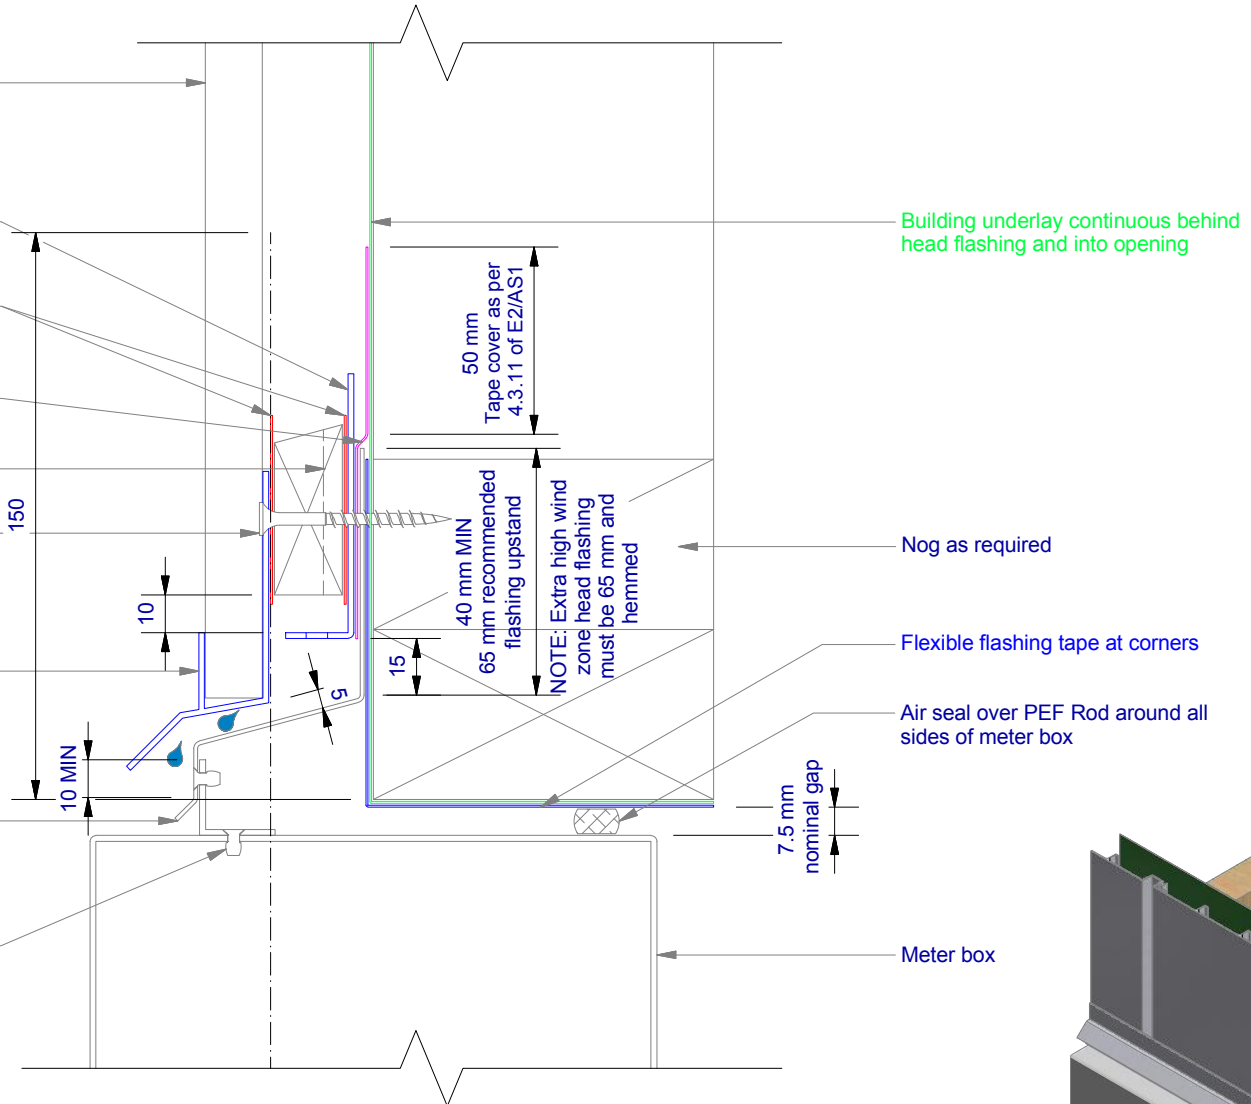 Building underlay continuous behind
head flashing and into opening
50 mm
Tape cover as per
4.3.11 of E2/AS1
150
40 mm MIN
65 mm recommended
flashing upstand
NOTE: Extra high wind
zone head flashing
must be 65 mm and
hemmed
Nog as required
10
15
5
Flexible flashing tape at corners
Air seal over PEF Rod around all
sides of meter box
10 MIN
7.5 mm
nominal gap
Meter box